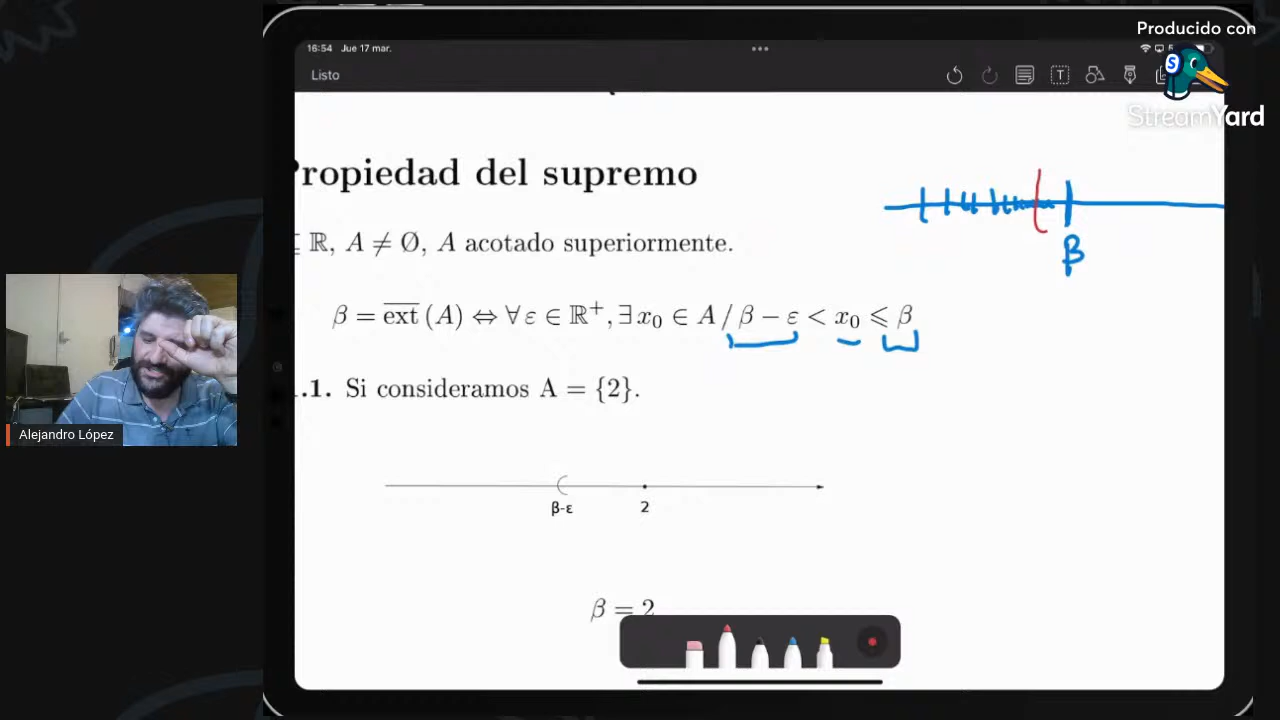 Producido con
StreamYard
16:54 Jue 17 mar.
Listo
Propiedad del supremo
ℝ, A ≠ Ø, A acotado superiormente.
β
β = ext̅ (A) ⇔ ∀ ε ∈ ℝ⁺, ∃ x₀ ∈ A / β − ε < x₀ ⩽ β
.1. Si consideramos A = {2}.
Alejandro López
β-ε 2
β = 2